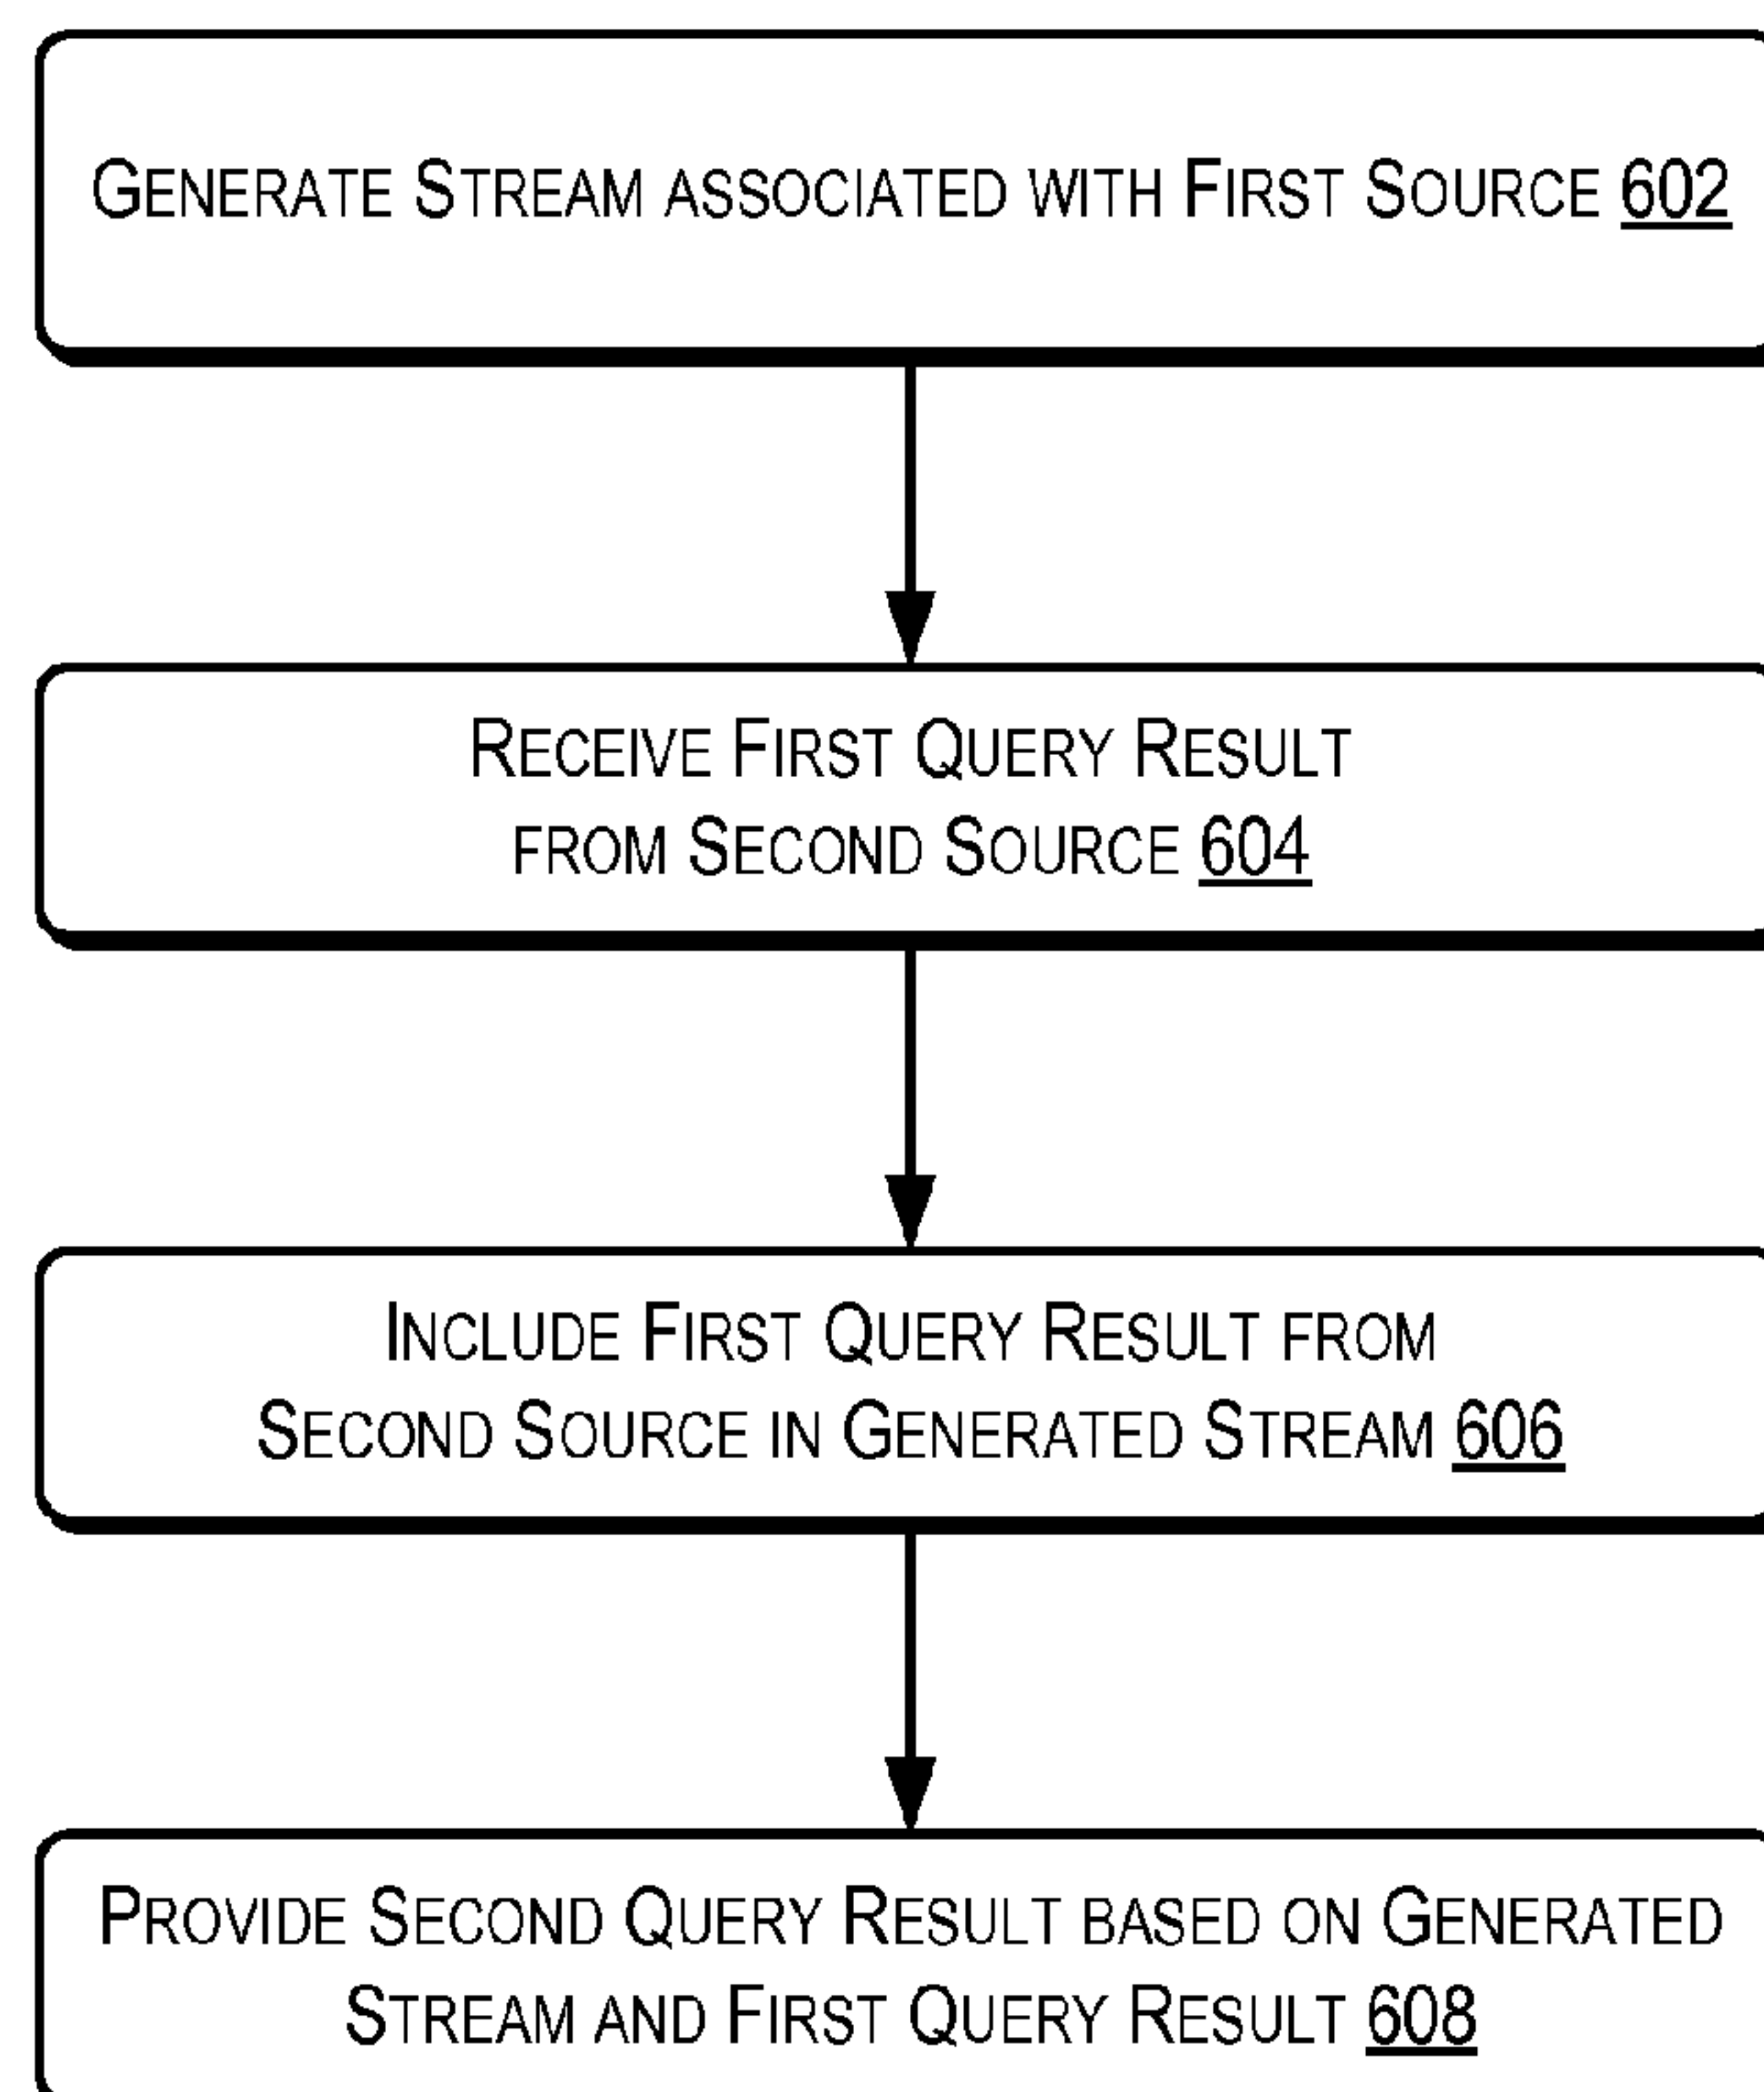 GENERATE STREAM ASSOCIATED WITH FIRST SOURCE 602
RECEIVE FIRST QUERY RESULT
FROM SECOND SOURCE 604
INCLUDE FIRST QUERY RESULT FROM
SECOND SOURCE IN GENERATED STREAM 606
PROVIDE SECOND QUERY RESULT BASED ON GENERATED
STREAM AND FIRST QUERY RESULT 608